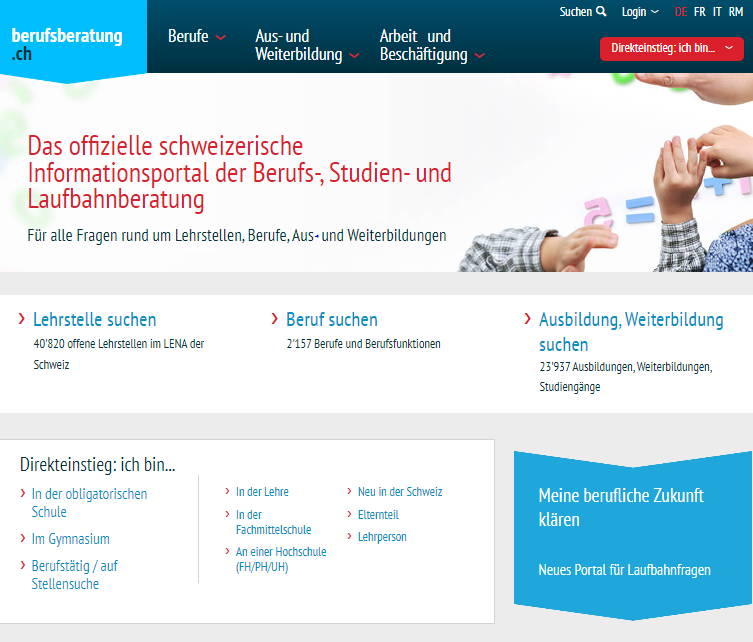 Suchen Login DE FR IT RM
berufsberatung
.ch
Berufe
Aus- und
Weiterbildung
Arbeit und
Beschäftigung
Direkteinstieg: ich bin...
Das offizielle schweizerische
Informationsportal der Berufs-, Studien- und
Laufbahnberatung
Für alle Fragen rund um Lehrstellen, Berufe, Aus- und Weiterbildungen
Lehrstelle suchen
40'820 offene Lehrstellen im LENA der
Schweiz
Beruf suchen
2'157 Berufe und Berufsfunktionen
Ausbildung, Weiterbildung
suchen
23'937 Ausbildungen, Weiterbildungen,
Studiengänge
Direkteinstieg: ich bin...
In der obligatorischen
Schule
Im Gymnasium
Berufstätig / auf
Stellensuche
In der Lehre
In der
Fachmittelschule
An einer Hochschule
(FH/PH/UH)
Neu in der Schweiz
Elternteil
Lehrperson
Meine berufliche Zukunft
klären
Neues Portal für Laufbahnfragen